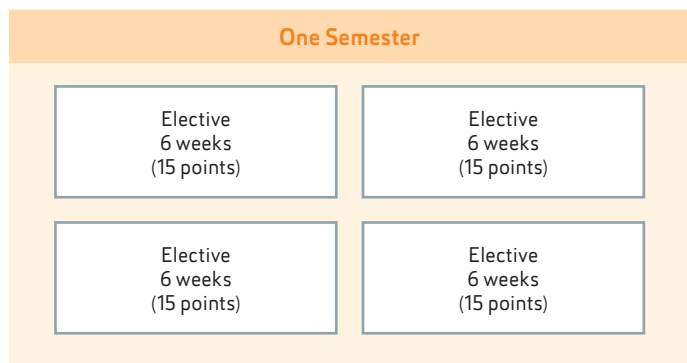 One Semester
Elective
6 weeks
(15 points)
Elective
6 weeks
(15 points)
Elective
6 weeks
(15 points)
Elective
6 weeks
(15 points)